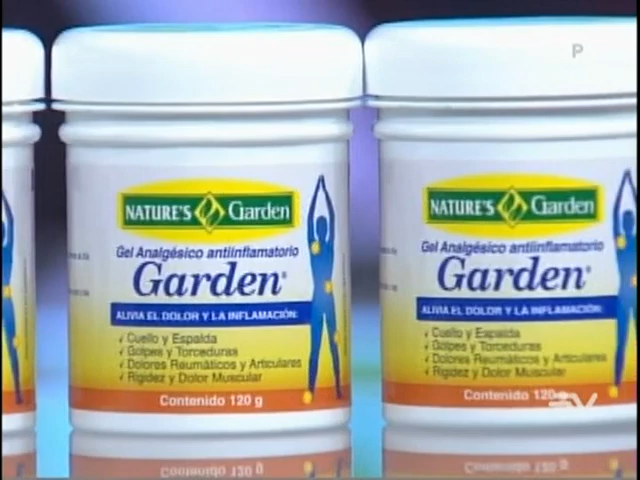 P
NATURE'S Garden
Gel Analgésico antiinflamatorio
Garden
ALIVIA EL DOLOR Y LA INFLAMACIÓN:
√ Cuello y Espalda
√ Golpes y Torceduras
√ Dolores Reumáticos y Articulares
√ Rigidez y Dolor Muscular
Contenido 120 g
NATURE'S Garden
Gel Analgésico antiinflamatorio
Garden
ALIVIA EL DOLOR Y LA INFLAMACIÓN:
√ Cuello y Espalda
√ Golpes y Torceduras
√ Dolores Reumáticos y Articulares
√ Rigidez y Dolor Muscular
Contenido 120 g